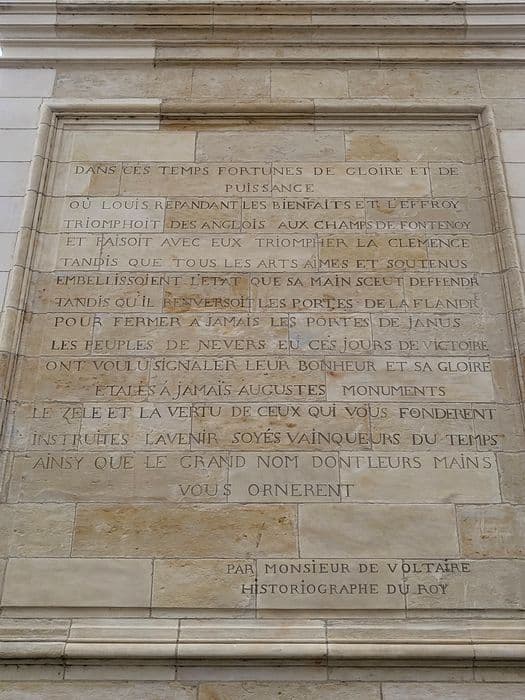 DANS CES TEMPS FORTUNES DE GLOIRE ET DE
PUISSANCE
OU LOUIS REPANDANT LES BIENFAITS ET L'EFFROY
TRIOMPHOIT DES ANGLOIS AUX CHAMPS DE FONTENOY
ET FAISOIT AVEC EUX TRIOMPHER LA CLEMENCE
TANDIS QUE TOUS LES ARTS AIMES ET SOUTENUS
EMBELLISSOIENT L'ETAT QUE SA MAIN SCEUT DEFFENDR
TANDIS QU'IL RENVERSOIT LES PORTES DE LA FLANDR
POUR FERMER A JAMAIS LES PORTES DE JANUS
LES PEUPLES DE NEVERS EU CES JOURS DE VICTOIRE
ONT VOULU SIGNALER LEUR BONHEUR ET SA GLOIRE
ETALES A JAMAIS AUGUSTES MONUMENTS
LE ZELE ET LA VERTU DE CEUX QUI VOUS FONDERENT
INSTRUITES L'AVENIR SOYÉS VAINQUEURS DU TEMPS
AINSY QUE LE GRAND NOM DONT LEURS MAINS
VOUS ORNERENT
PAR MONSIEUR DE VOLTAIRE
HISTORIOGRAPHE DU ROY